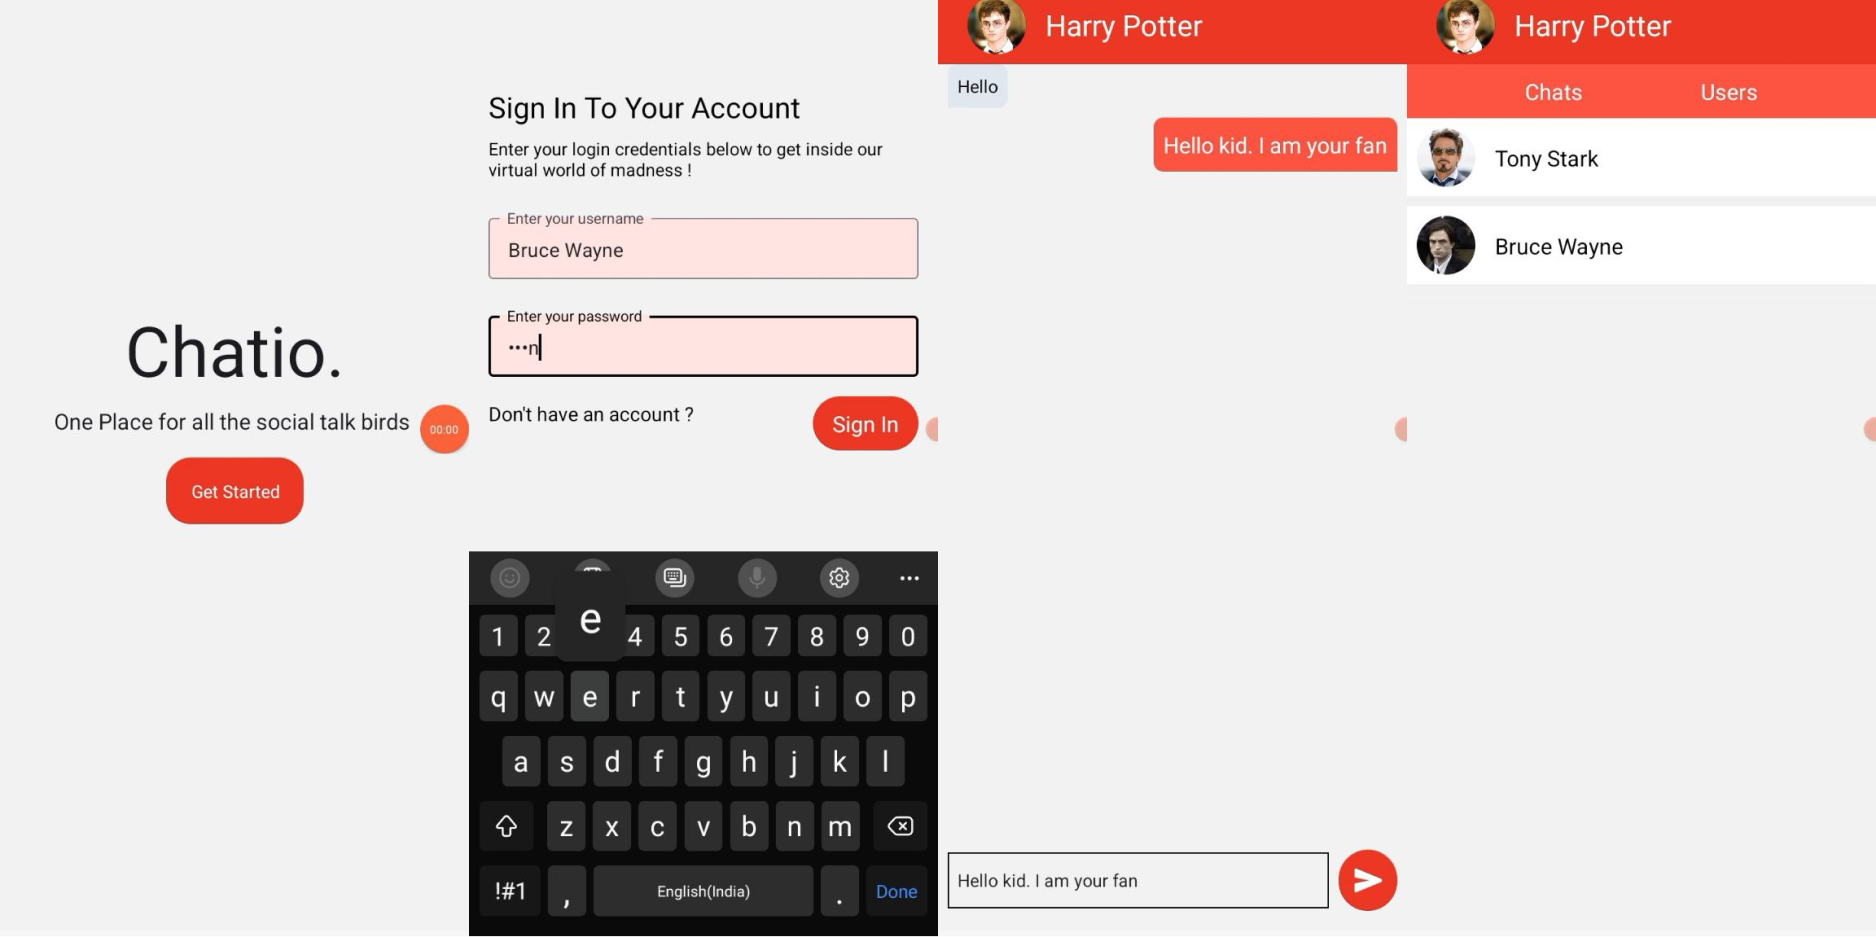 Chatio.
One Place for all the social talk birds
00:00
Get Started
Sign In To Your Account
Enter your login credentials below to get inside our
virtual world of madness !
Enter your username
Bruce Wayne
Enter your password
•••n
Don't have an account ?
Sign In
e
1 2 4 5 6 7 8 9 0
q w e r t y u i o p
a s d f g h j k l
z x c v b n m
!#1 , English(India) . Done
Harry Potter
Hello
Hello kid. I am your fan
Hello kid. I am your fan
Harry Potter
Chats Users
Tony Stark
Bruce Wayne